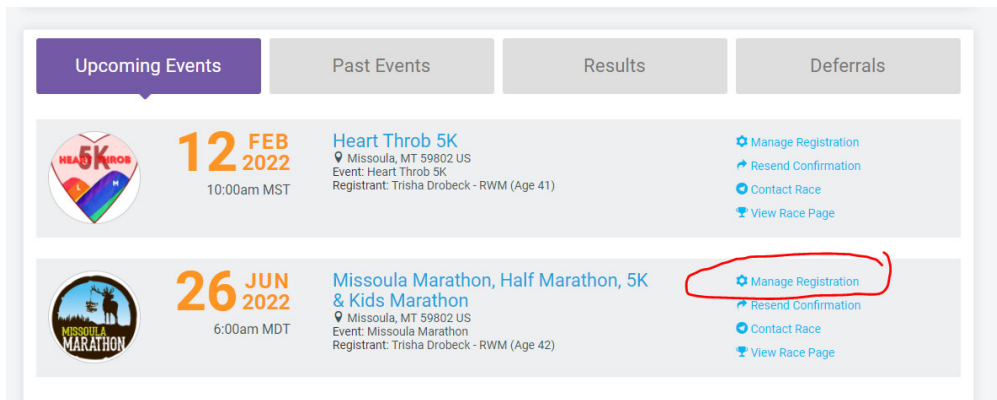 Upcoming Events
Past Events
Results
Deferrals
5K
HEART THROB
L
M
12 FEB 2022
10:00am MST
Heart Throb 5K
Missoula, MT 59802 US
Event: Heart Throb 5K
Registrant: Trisha Drobeck - RWM (Age 41)
Manage Registration
Resend Confirmation
Contact Race
View Race Page
MISSOULA
MARATHON
26 JUN 2022
6:00am MDT
Missoula Marathon, Half Marathon, 5K
& Kids Marathon
Missoula, MT 59802 US
Event: Missoula Marathon
Registrant: Trisha Drobeck - RWM (Age 42)
Manage Registration
Resend Confirmation
Contact Race
View Race Page